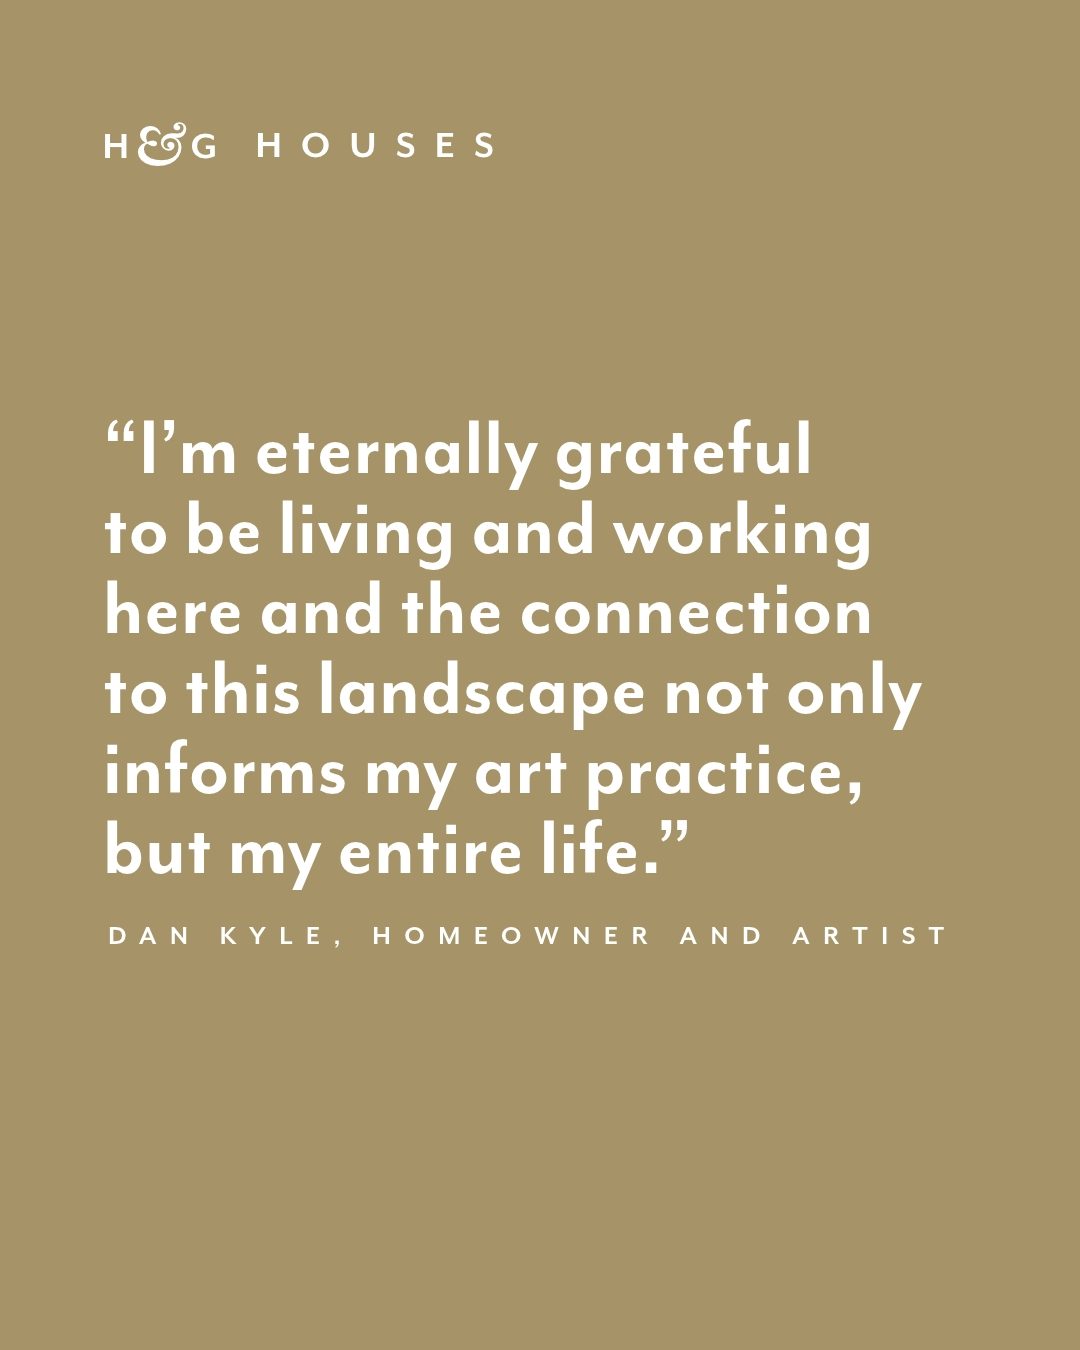 H&G HOUSES
“I’m eternally grateful
to be living and working
here and the connection
to this landscape not only
informs my art practice,
but my entire life.”
DAN KYLE, HOMEOWNER AND ARTIST